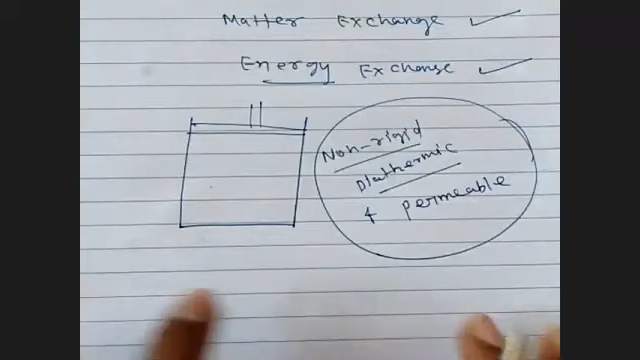 Matter Exchange
Energy Exchange
Non-rigid
Diathermic
& permeable